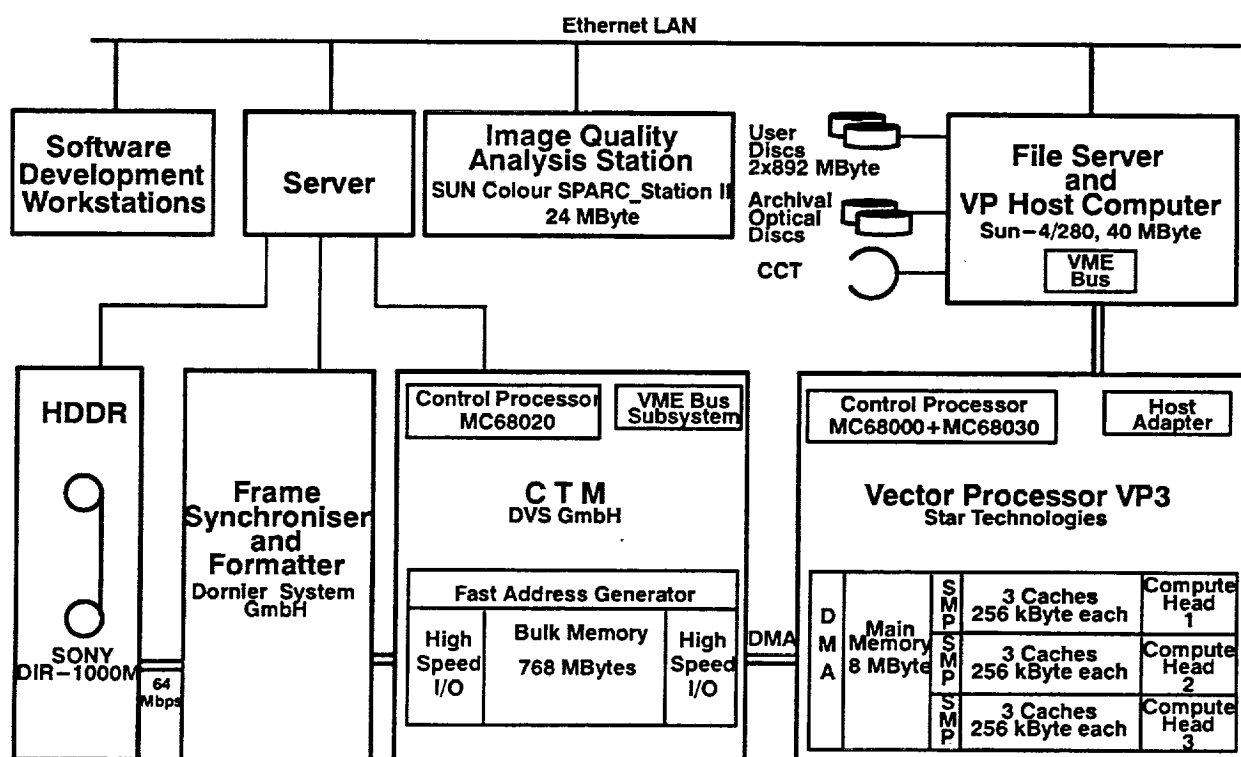 Ethernet LAN
Software
Development
Workstations
Server
Image Quality
Analysis Station
SUN Colour SPARC_Station II
24 MByte
User
Discs
2x892 MByte
Archival
Optical
Discs
CCT
File Server
and
VP Host Computer
Sun-4/280, 40 MByte
VME
Bus
HDDR
SONY
DIR-1000M
64
Mbps
Frame
Synchroniser
and
Formatter
Dornier System
GmbH
Control Processor
MC68020
VME Bus
Subsystem
C T M
DVS GmbH
Fast Address Generator
High
Speed
I/O
Bulk Memory
768 MBytes
High
Speed
I/O
DMA
Control Processor
MC68000+MC68030
Host
Adapter
Vector Processor VP3
Star Technologies
D
M
A
Main
Memory
8 MByte
S
M
P
3 Caches
256 kByte each
Compute
Head
1
S
M
P
3 Caches
256 kByte each
Compute
Head
2
S
M
P
3 Caches
256 kByte each
Compute
Head
3